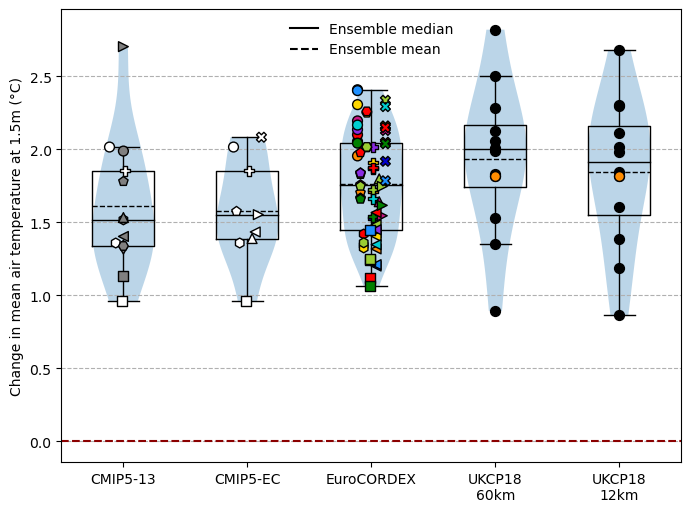 Ensemble median
Ensemble mean
Change in mean air temperature at 1.5m (°C)
2.5
2.0
1.5
1.0
0.5
0.0
CMIP5-13
CMIP5-EC
EuroCORDEX
UKCP18
60km
UKCP18
12km